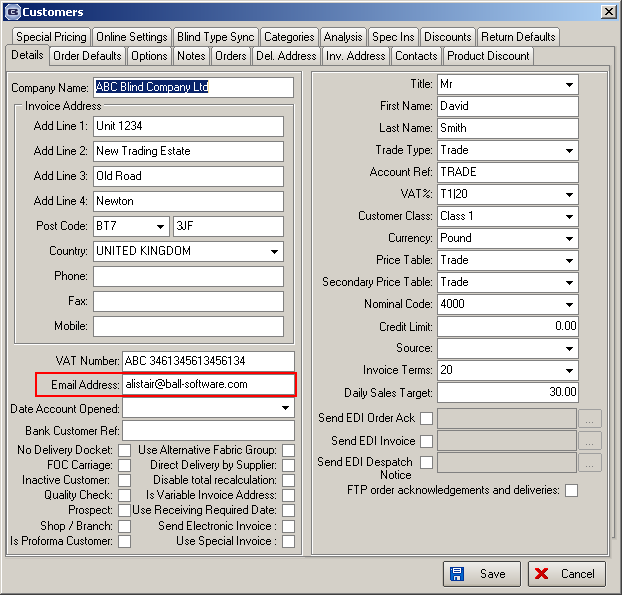 Customers
Special Pricing Online Settings Blind Type Sync Categories Analysis Spec Ins Discounts Return Defaults
Details Order Defaults Options Notes Orders Del. Address Inv. Address Contacts Product Discount
Company Name: ABC Blind Company Ltd
Invoice Address
Add Line 1: Unit 1234
Add Line 2: New Trading Estate
Add Line 3: Old Road
Add Line 4: Newton
Post Code: BT7 3JF
Country: UNITED KINGDOM
Phone:
Fax:
Mobile:
VAT Number: ABC 3461345613456134
Email Address: alistair@ball-software.com
Date Account Opened:
Bank Customer Ref:
No Delivery Docket: Use Alternative Fabric Group:
FOC Carriage: Direct Delivery by Supplier:
Inactive Customer: Disable total recalculation:
Quality Check: Is Variable Invoice Address:
Prospect: Use Receiving Required Date:
Shop / Branch: Send Electronic Invoice :
Is Proforma Customer: Use Special Invoice :
Title: Mr
First Name: David
Last Name: Smith
Trade Type: Trade
Account Ref: TRADE
VAT%: T1|20
Customer Class: Class 1
Currency: Pound
Price Table: Trade
Secondary Price Table: Trade
Nominal Code: 4000
Credit Limit: 0.00
Source:
Invoice Terms: 20
Daily Sales Target: 30.00
Send EDI Order Ack ...
Send EDI Invoice ...
Send EDI Despatch ...
Notice
FTP order acknowledgements and deliveries:
Save Cancel